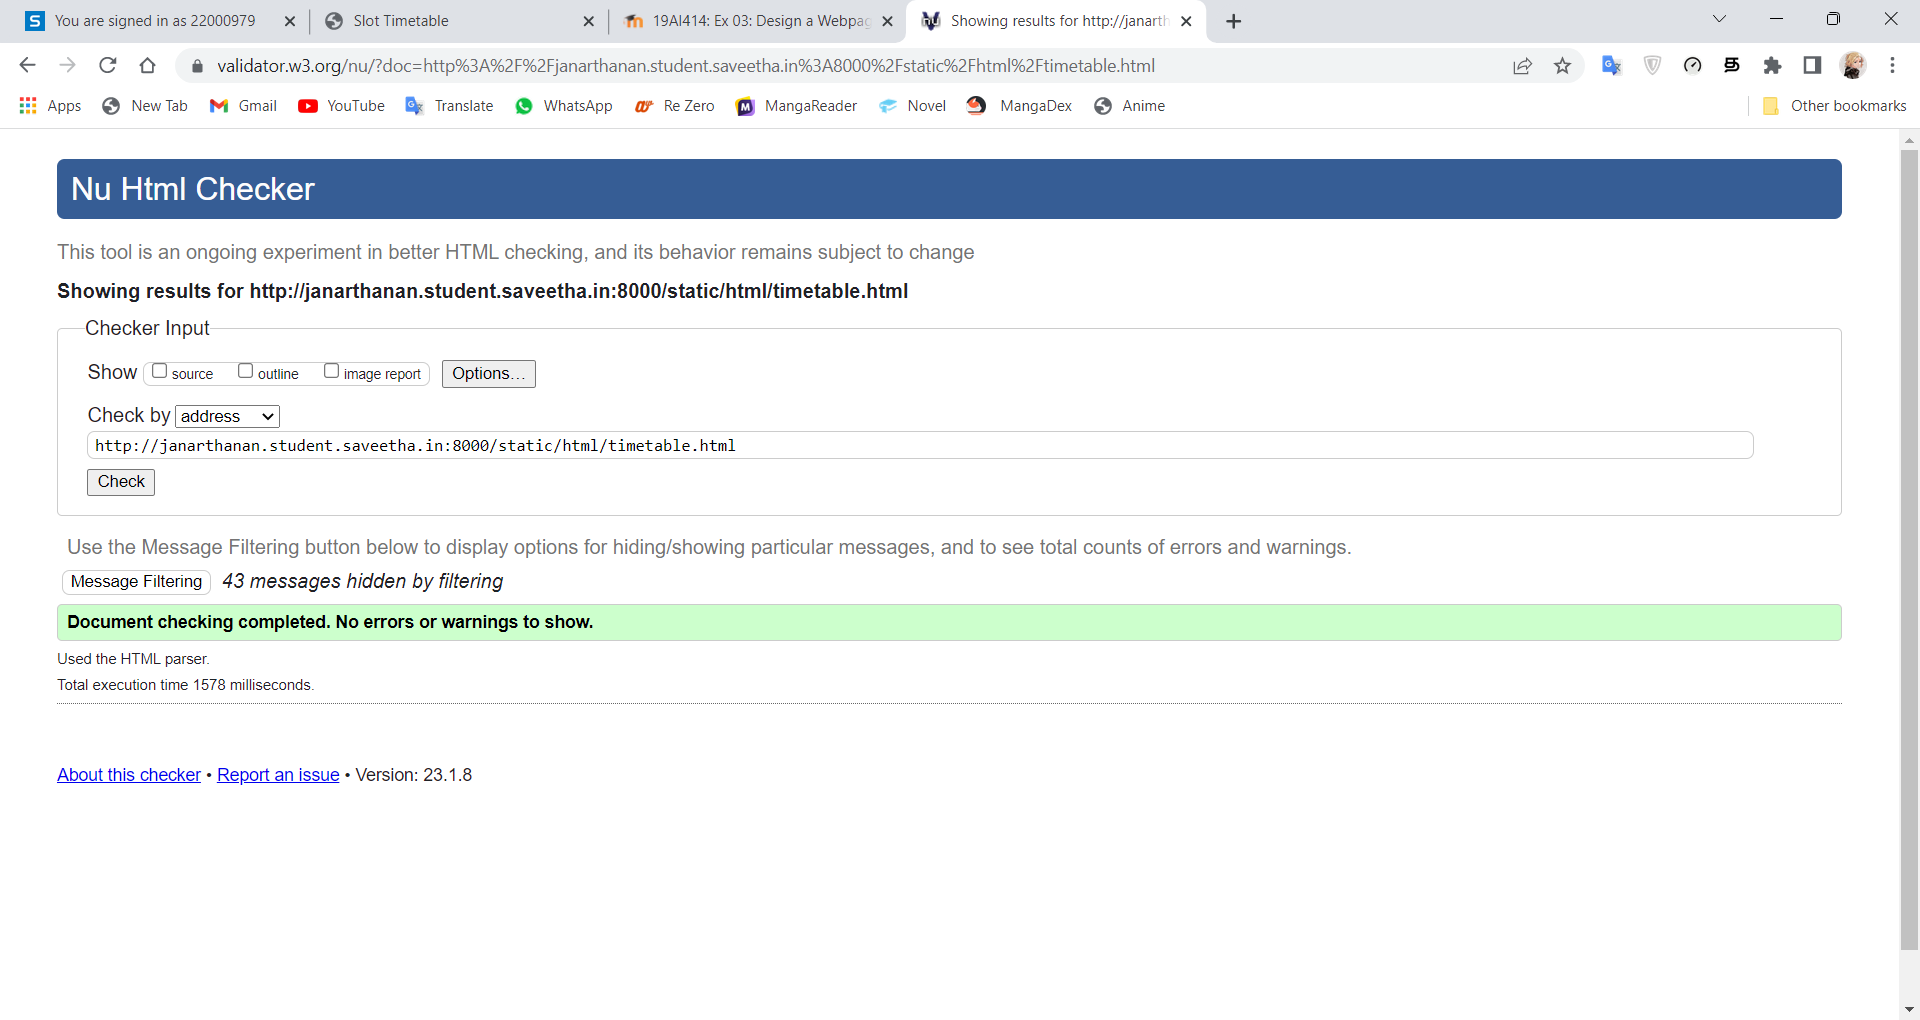 You are signed in as 22000979
Slot Timetable
19AI414: Ex 03: Design a Webpag
Showing results for http://janarth
validator.w3.org/nu/?doc=http%3A%2F%2Fjanarthanan.student.saveetha.in%3A8000%2Fstatic%2Fhtml%2Ftimetable.html
Apps New Tab Gmail YouTube Translate WhatsApp Re Zero MangaReader Novel MangaDex Anime Other bookmarks
Nu Html Checker
This tool is an ongoing experiment in better HTML checking, and its behavior remains subject to change
Showing results for http://janarthanan.student.saveetha.in:8000/static/html/timetable.html
Checker Input
Show source outline image report Options...
Check by address
http://janarthanan.student.saveetha.in:8000/static/html/timetable.html
Check
Use the Message Filtering button below to display options for hiding/showing particular messages, and to see total counts of errors and warnings.
Message Filtering 43 messages hidden by filtering
Document checking completed. No errors or warnings to show.
Used the HTML parser.
Total execution time 1578 milliseconds.
About this checker • Report an issue • Version: 23.1.8